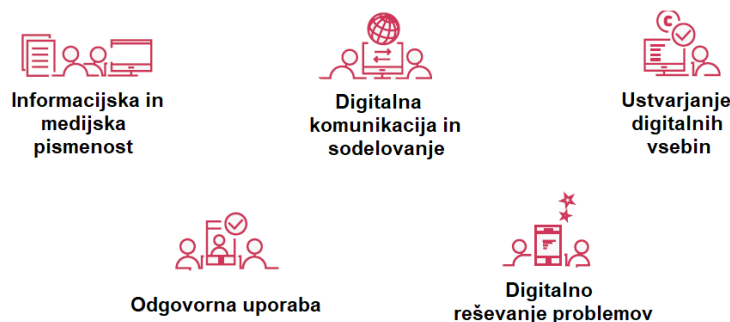 Informacijska in
medijska
pismenost
Digitalna
komunikacija in
sodelovanje
Ustvarjanje
digitalnih
vsebin
Odgovorna uporaba
Digitalno
reševanje problemov